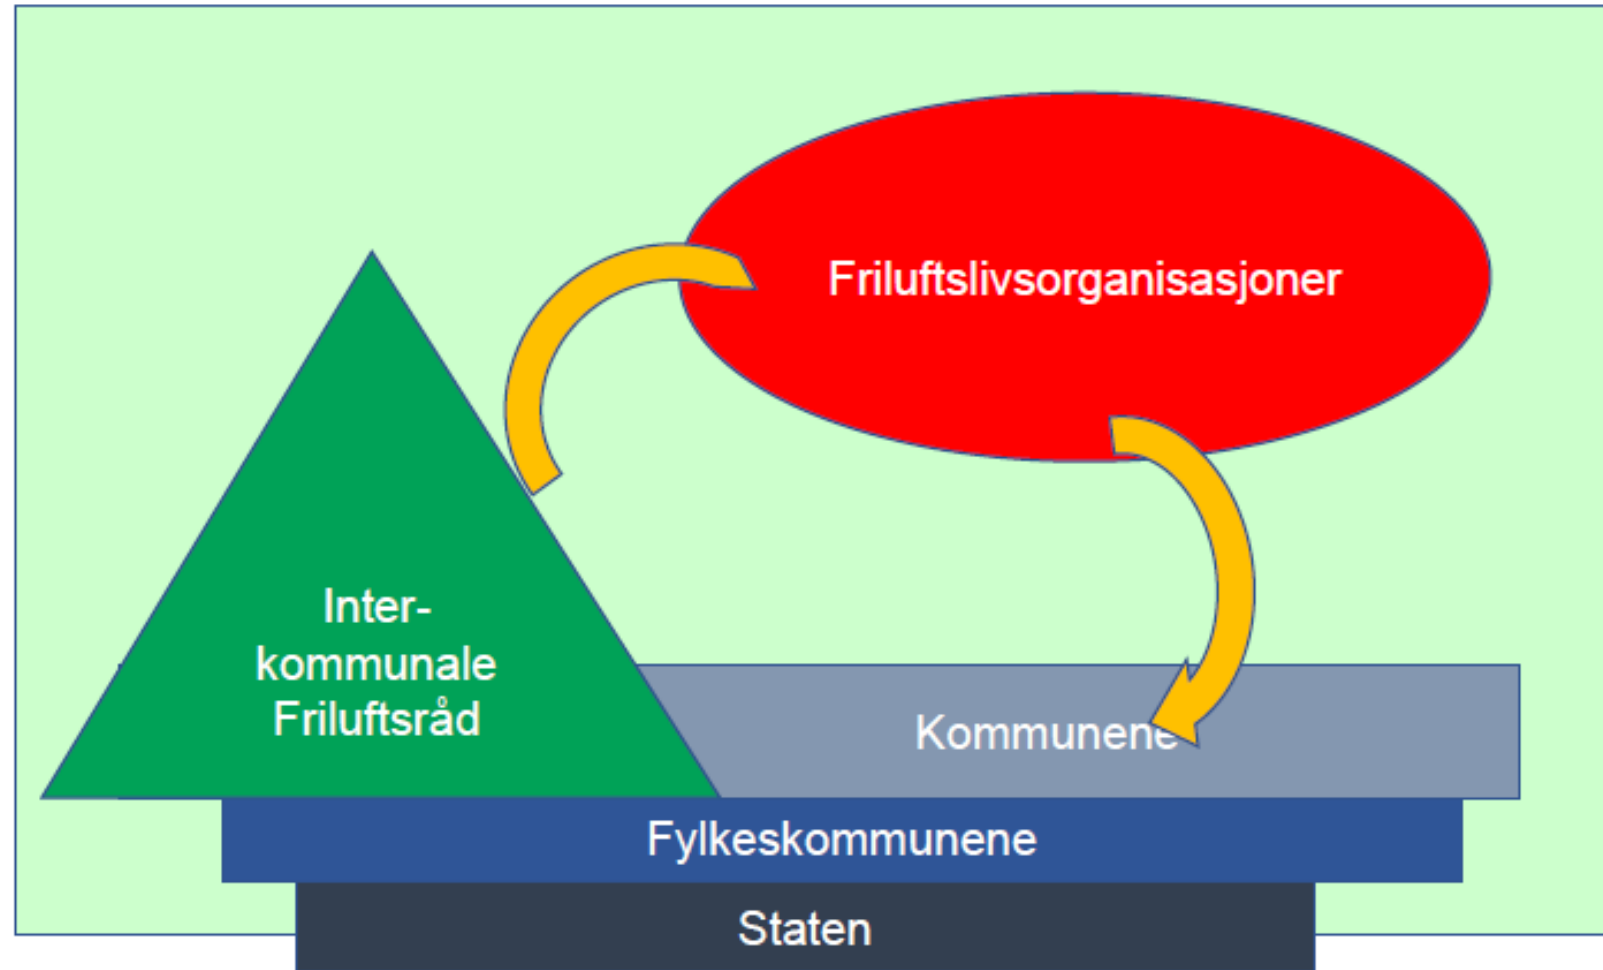 Friluftslivsorganisasjoner
Inter-
kommunale
Friluftsråd
Kommunene
Fylkeskommunene
Staten